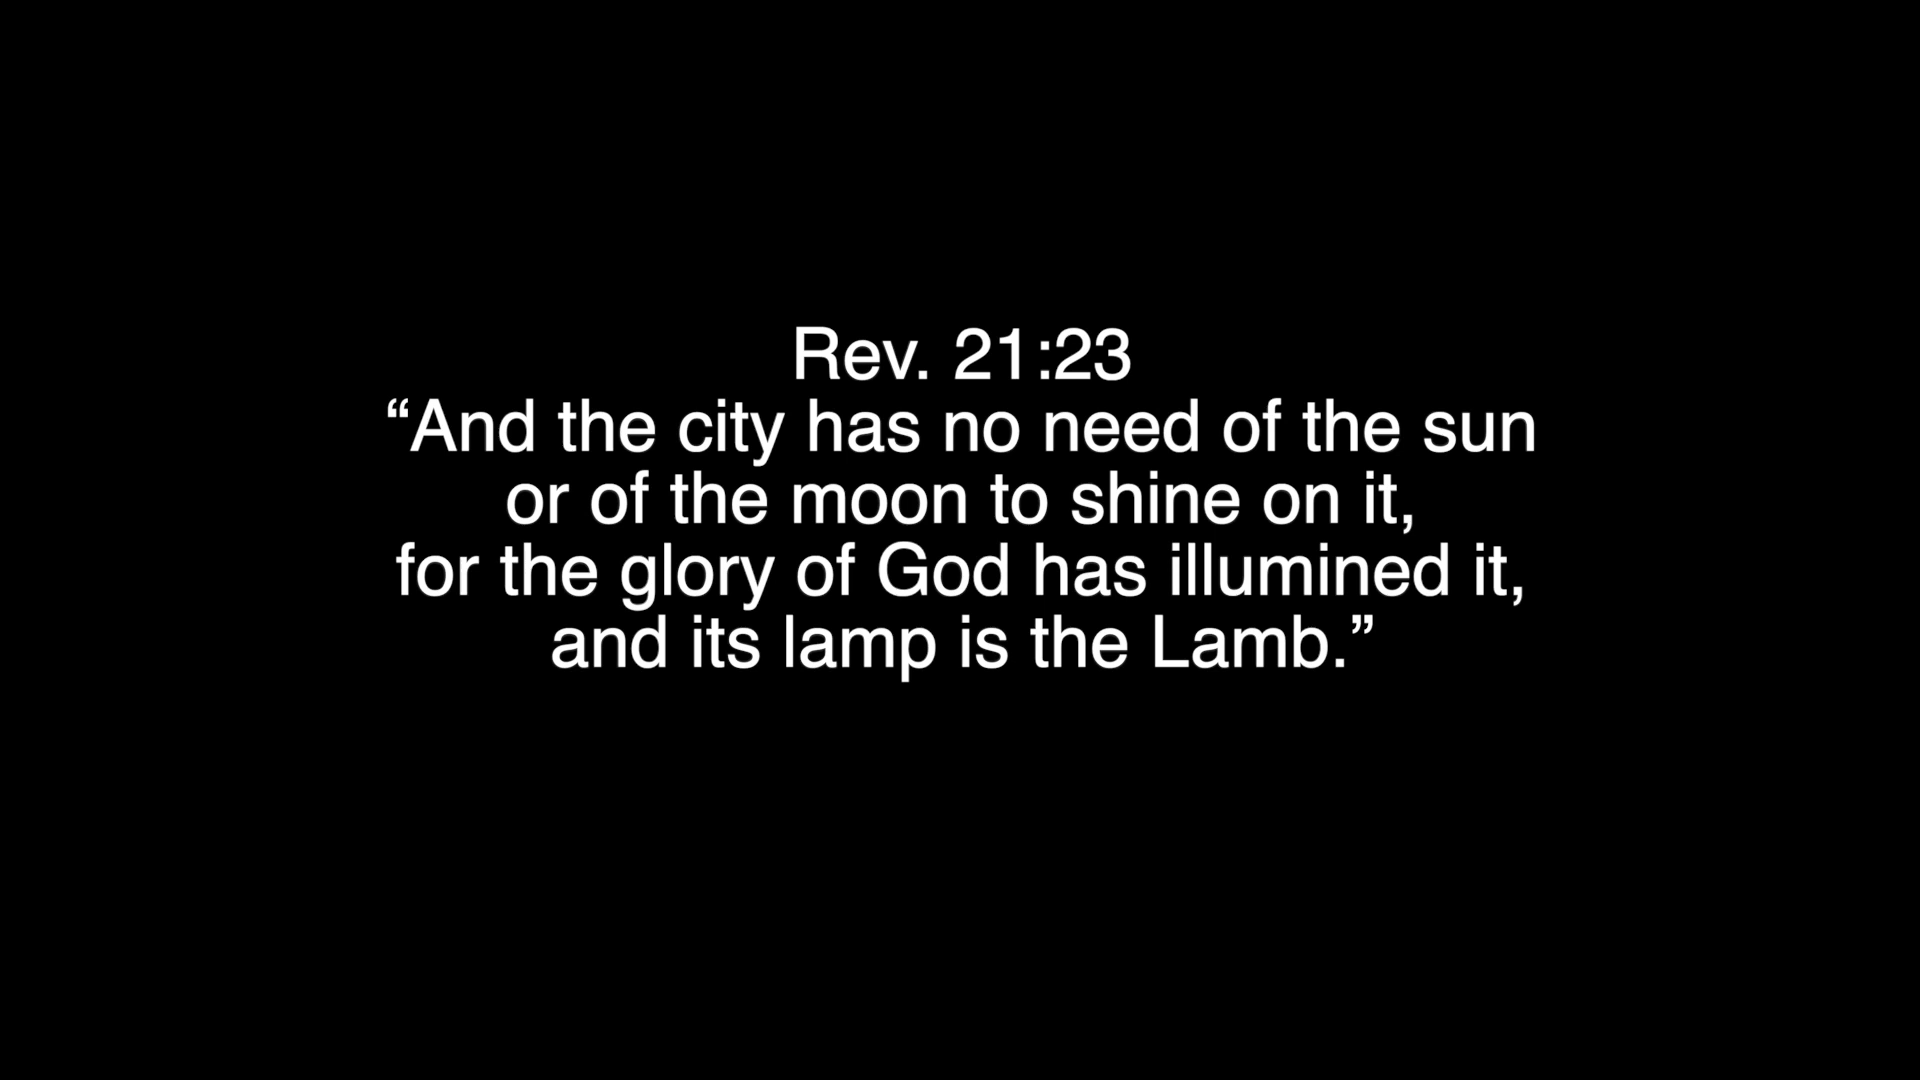 Rev. 21:23
“And the city has no need of the sun
or of the moon to shine on it,
for the glory of God has illumined it,
and its lamp is the Lamb.”